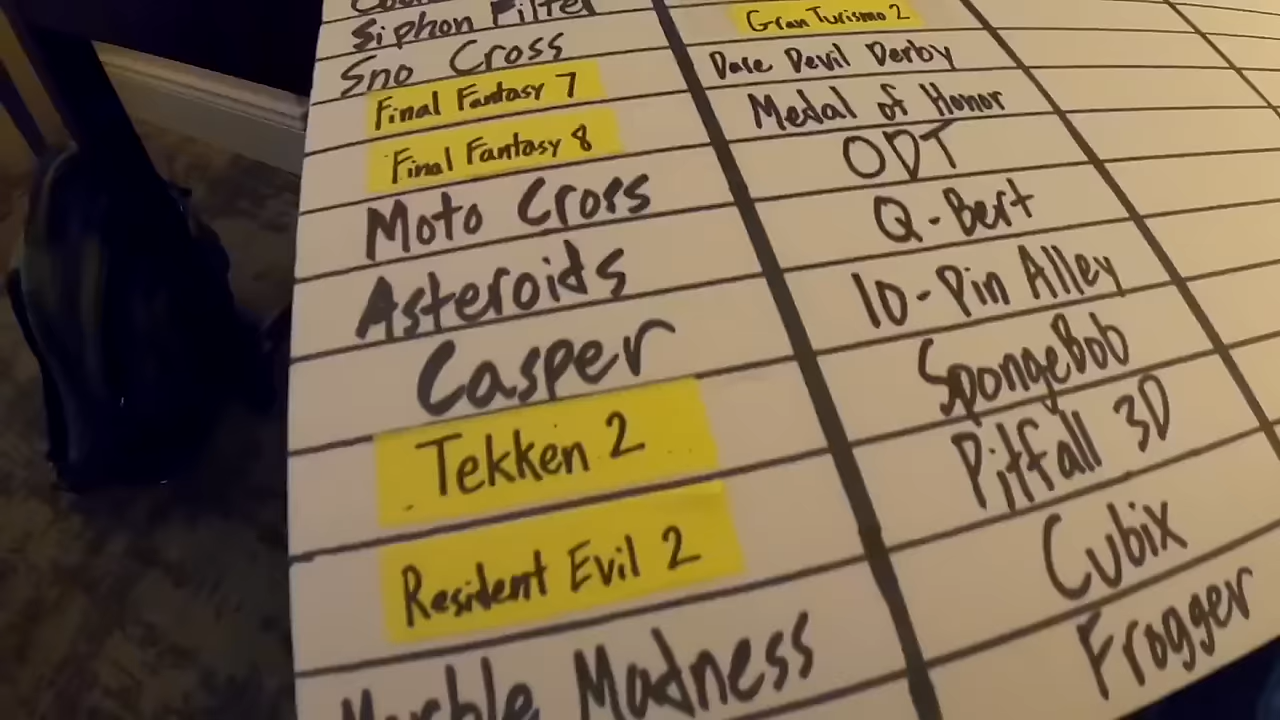 Siphon Filter
Sno Cross
Final Fantasy 7
Final Fantasy 8
Moto Cross
Asteroids
Casper
Tekken 2
Resident Evil 2
Marble Madness
Gran Turismo 2
Dare Devil Derby
Medal of Honor
ODT
Q-Bert
10-Pin Alley
SpongeBob
Pitfall 3D
Cubix
Frogger